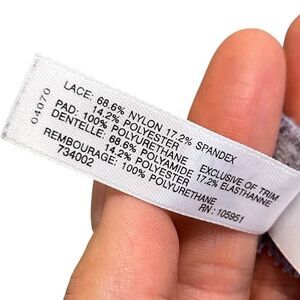 04070
LACE: 68.6% NYLON 17.2% SPANDEX
14.2% POLYESTER
PAD: 100% POLYURETHANE
EXCLUSIVE OF TRIM
DENTELLE: 68.6% POLYAMIDE 17.2% ELASTHANNE
14.2% POLYESTER
REMBOURRAGE: 100% POLYURETHANE
734002
RN: 105951